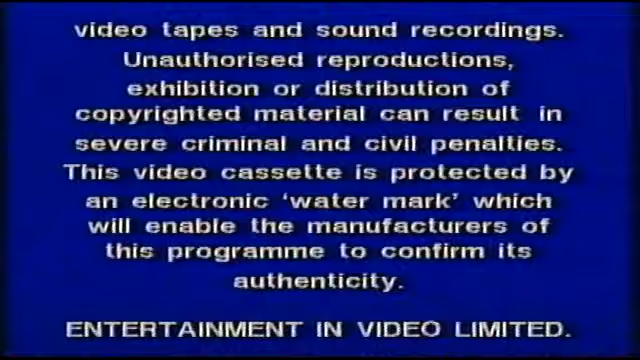 video tapes and sound recordings.
Unauthorised reproductions,
exhibition or distribution of
copyrighted material can result in
severe criminal and civil penalties.
This video cassette is protected by
an electronic ‘water mark’ which
will enable the manufacturers of
this programme to confirm its
authenticity.
ENTERTAINMENT IN VIDEO LIMITED.